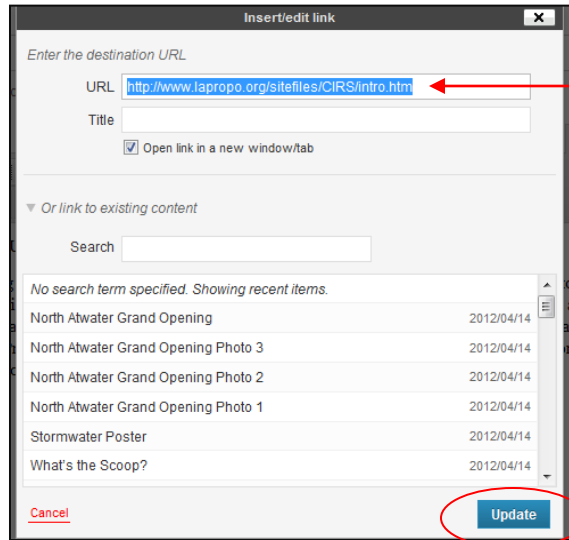 Insert/edit link
Enter the destination URL
URL http://www.lapropo.org/sitefiles/CIRS/intro.htm
Title
Open link in a new window/tab
Or link to existing content
Search
No search term specified. Showing recent items.
North Atwater Grand Opening 2012/04/14
North Atwater Grand Opening Photo 3 2012/04/14
North Atwater Grand Opening Photo 2 2012/04/14
North Atwater Grand Opening Photo 1 2012/04/14
Stormwater Poster 2012/04/14
What's the Scoop? 2012/04/14
Cancel Update